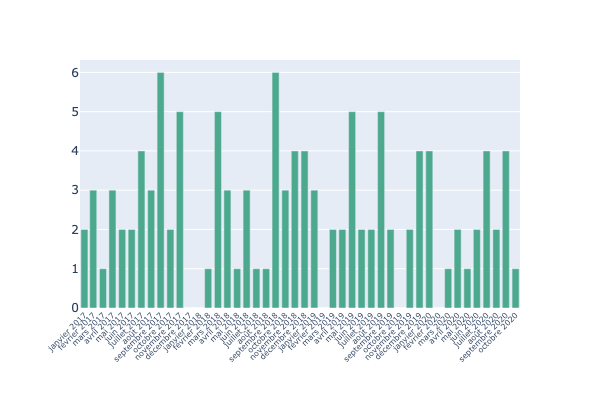 6
5
4
3
2
1
0
janvier 2017
février 2017
mars 2017
avril 2017
mai 2017
juin 2017
juillet 2017
août 2017
septembre 2017
octobre 2017
novembre 2017
décembre 2017
janvier 2018
février 2018
mars 2018
avril 2018
mai 2018
juin 2018
juillet 2018
août 2018
septembre 2018
octobre 2018
novembre 2018
décembre 2018
janvier 2019
février 2019
mars 2019
avril 2019
mai 2019
juin 2019
juillet 2019
août 2019
septembre 2019
octobre 2019
novembre 2019
décembre 2019
janvier 2020
février 2020
mars 2020
avril 2020
mai 2020
juin 2020
juillet 2020
août 2020
septembre 2020
octobre 2020